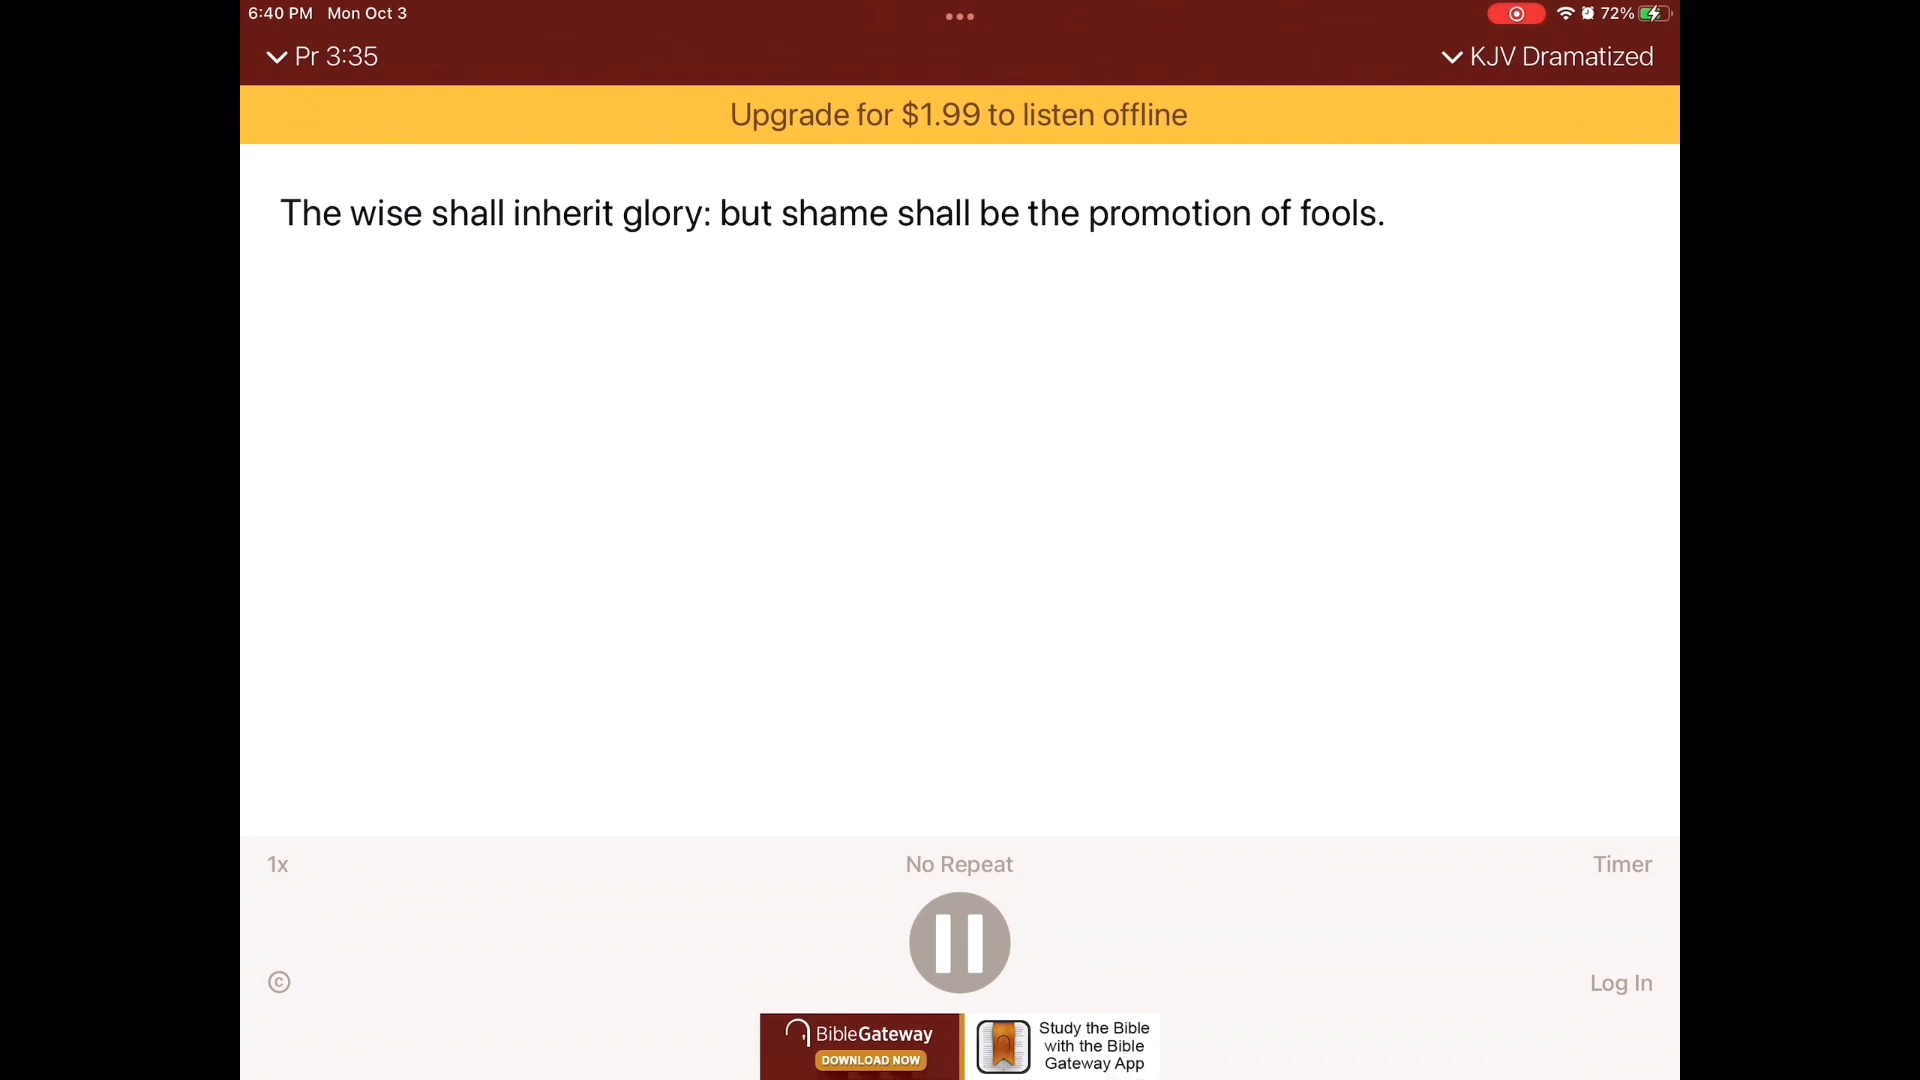 6:40 PM Mon Oct 3
72%
Pr 3:35
KJV Dramatized
Upgrade for $1.99 to listen offline
The wise shall inherit glory: but shame shall be the promotion of fools.
1x
No Repeat
Timer
©
Log In
BibleGateway
DOWNLOAD NOW
Study the Bible
with the Bible
Gateway App